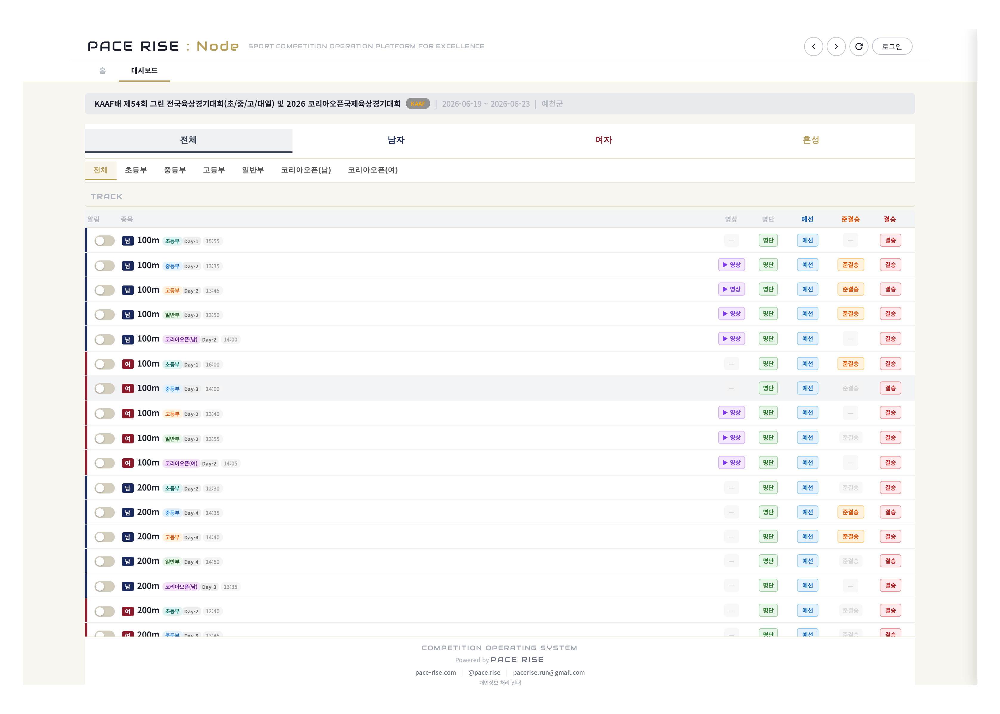 PACE RISE : Node SPORT COMPETITION OPERATION PLATFORM FOR EXCELLENCE 로그인
홈 대시보드
KAAF배 제54회 그린 전국육상경기대회(초/중/고/대일) 및 2026 코리아오픈국제육상경기대회 KAAF | 2026-06-19 ~ 2026-06-23 | 예천군
전체 남자 여자 혼성
전체 초등부 중등부 고등부 일반부 코리아오픈(남) 코리아오픈(여)
TRACK
알림 종목 영상 명단 예선 준결승 결승
남 100m 초등부 Day-1 15:55 — 명단 예선 — 결승
남 100m 중등부 Day-2 13:35 ▶ 영상 명단 예선 준결승 결승
남 100m 고등부 Day-2 13:45 ▶ 영상 명단 예선 준결승 결승
남 100m 일반부 Day-2 13:50 ▶ 영상 명단 예선 준결승 결승
남 100m 코리아오픈(남) Day-2 14:00 ▶ 영상 명단 예선 — 결승
여 100m 초등부 Day-1 16:00 — 명단 예선 준결승 결승
여 100m 중등부 Day-3 14:00 — 명단 예선 준결승 결승
여 100m 고등부 Day-2 13:40 ▶ 영상 명단 예선 — 결승
여 100m 일반부 Day-2 13:55 ▶ 영상 명단 예선 준결승 결승
여 100m 코리아오픈(여) Day-2 14:05 ▶ 영상 명단 예선 — 결승
남 200m 초등부 Day-2 12:30 — 명단 예선 준결승 결승
남 200m 중등부 Day-4 14:35 — 명단 예선 준결승 결승
남 200m 고등부 Day-4 14:40 — 명단 예선 준결승 결승
남 200m 일반부 Day-4 14:50 — 명단 예선 준결승 결승
남 200m 코리아오픈(남) Day-3 13:35 — 명단 예선 — 결승
여 200m 초등부 Day-2 12:40 — 명단 예선 준결승 결승
여 200m 중등부 Day-5 13:45 — 명단 예선 준결승 결승
COMPETITION OPERATING SYSTEM
Powered by PACE RISE
pace-rise.com | @pace.rise | pacerise.run@gmail.com
개인정보 처리 안내